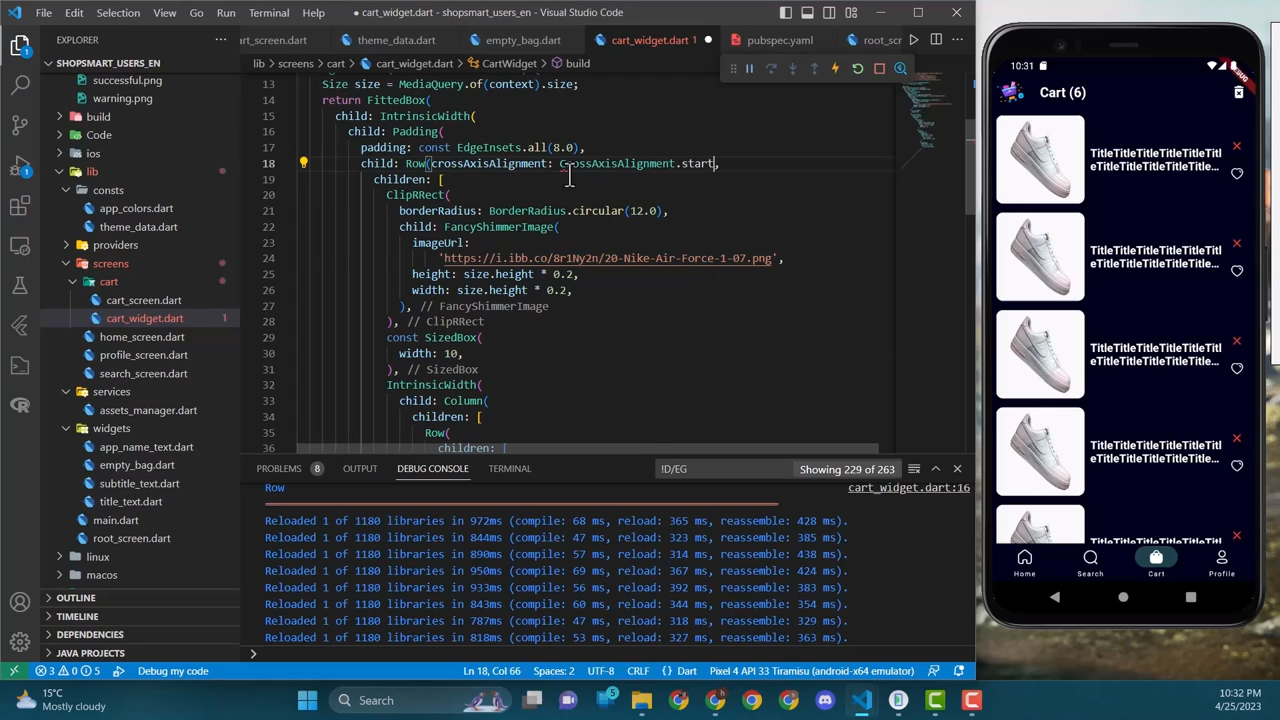 File Edit Selection View Go Run Terminal Help
cart_widget.dart - shopsmart_users_en - Visual Studio Code
EXPLORER
SHOPSMART_USERS_EN
successful.png
warning.png
build
Code
ios
lib
consts
app_colors.dart
theme_data.dart
providers
screens
cart
cart_screen.dart
cart_widget.dart 1
home_screen.dart
profile_screen.dart
search_screen.dart
services
assets_manager.dart
widgets
app_name_text.dart
empty_bag.dart
subtitle_text.dart
title_text.dart
main.dart
root_screen.dart
linux
macos
OUTLINE
TIMELINE
DEPENDENCIES
JAVA PROJECTS
art_screen.dart theme_data.dart empty_bag.dart cart_widget.dart 1 pubspec.yaml root_scr
lib > screens > cart > cart_widget.dart > CartWidget > build
13 Size size = MediaQuery.of(context).size;
14 return FittedBox(
15 child: IntrinsicWidth(
16 child: Padding(
17 padding: const EdgeInsets.all(8.0),
18 child: Row(crossAxisAlignment: CrossAxisAlignment.start,
19 children: [
20 ClipRRect(
21 borderRadius: BorderRadius.circular(12.0),
22 child: FancyShimmerImage(
23 imageUrl:
24 'https://i.ibb.co/8r1Ny2n/20-Nike-Air-Force-1-07.png',
25 height: size.height * 0.2,
26 width: size.height * 0.2,
27 ), // FancyShimmerImage
28 ), // ClipRRect
29 const SizedBox(
30 width: 10,
31 ), // SizedBox
32 IntrinsicWidth(
33 child: Column(
34 children: [
35 Row(
36 children: [
PROBLEMS 8 OUTPUT DEBUG CONSOLE TERMINAL !D/EG Showing 229 of 263
Row cart_widget.dart:16
Reloaded 1 of 1180 libraries in 972ms (compile: 68 ms, reload: 365 ms, reassemble: 428 ms).
Reloaded 1 of 1180 libraries in 844ms (compile: 47 ms, reload: 323 ms, reassemble: 385 ms).
Reloaded 1 of 1180 libraries in 890ms (compile: 57 ms, reload: 314 ms, reassemble: 438 ms).
Reloaded 1 of 1180 libraries in 950ms (compile: 69 ms, reload: 367 ms, reassemble: 424 ms).
Reloaded 1 of 1180 libraries in 933ms (compile: 56 ms, reload: 392 ms, reassemble: 383 ms).
Reloaded 1 of 1180 libraries in 843ms (compile: 60 ms, reload: 344 ms, reassemble: 354 ms).
Reloaded 1 of 1180 libraries in 787ms (compile: 47 ms, reload: 318 ms, reassemble: 329 ms).
Reloaded 1 of 1180 libraries in 818ms (compile: 53 ms, reload: 327 ms, reassemble: 363 ms).
3 0 5 Debug my code Ln 18, Col 66 Spaces: 2 UTF-8 CRLF {} Dart Pixel 4 API 33 Tiramisu (android-x64 emulator)
10:31
DEBUG
Cart (6)
TitleTitleTitleTitleTitleTitl
eTitleTitleTitleTitleTitle...
TitleTitleTitleTitleTitleTitl
eTitleTitleTitleTitleTitle...
TitleTitleTitleTitleTitleTitl
eTitleTitleTitleTitleTitle...
TitleTitleTitleTitleTitleTitl
eTitleTitleTitleTitleTitle...
Home Search Cart Profile
15°C
Mostly cloudy
Search
5
10:32 PM
4/25/2023